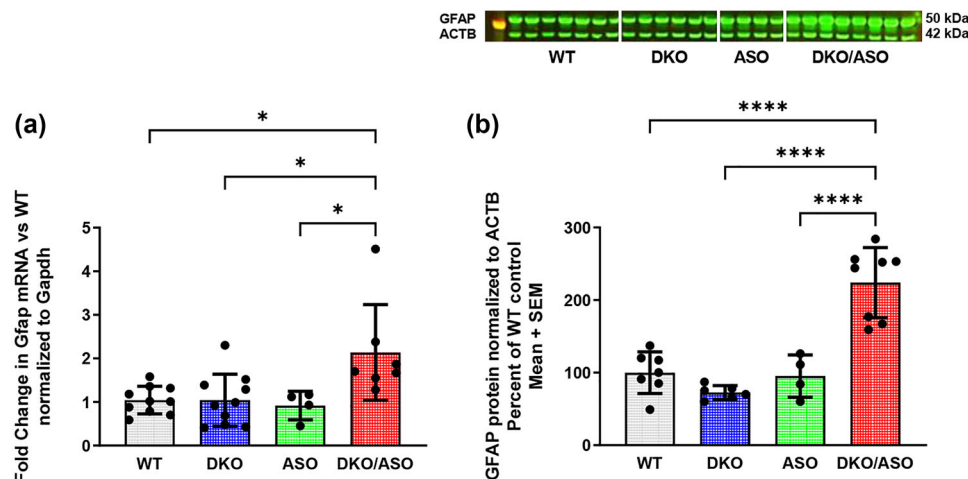 GFAP 50 kDa
ACTB 42 kDa
WT DKO ASO DKO/ASO
(a)
*
*
*
Fold Change in Gfap mRNA vs WT
normalized to Gapdh
5
4
3
2
1
0
WT DKO ASO DKO/ASO
(b)
****
****
****
GFAP protein normalized to ACTB
Percent of WT control
Mean + SEM
300
200
100
0
WT DKO ASO DKO/ASO